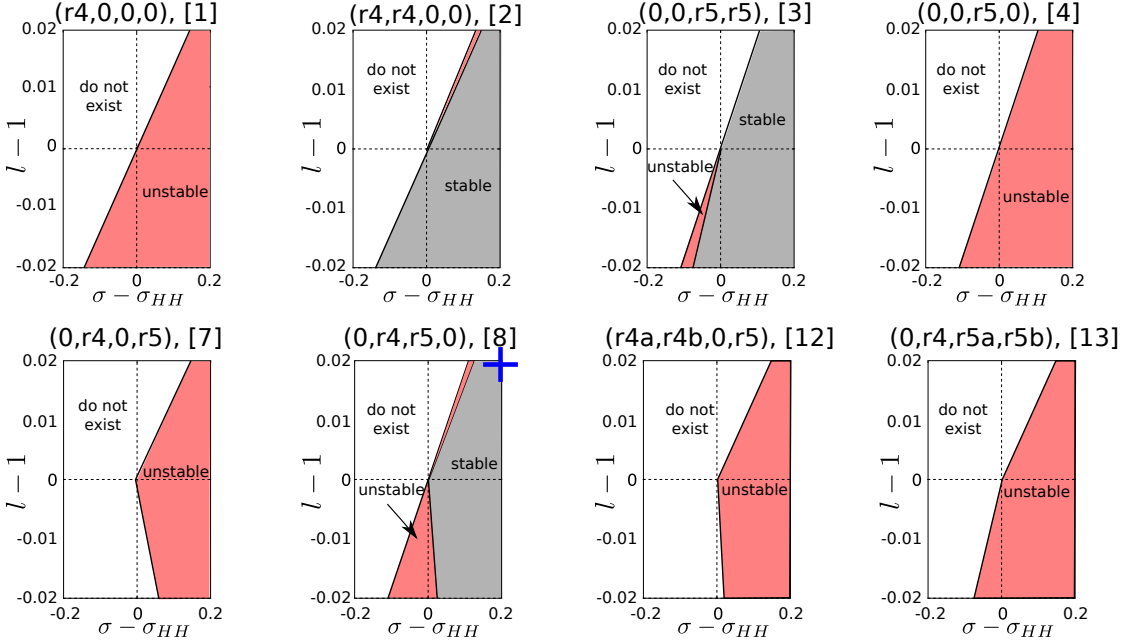 (r4,0,0,0), [1]
(r4,r4,0,0), [2]
(0,0,r5,r5), [3]
(0,0,r5,0), [4]
0.02
0.01
0
-0.01
-0.02
l − 1
do not
exist
unstable
-0.2
0
0.2
σ − σHH
0.02
0.01
0
-0.01
-0.02
l − 1
do not
exist
stable
-0.2
0
0.2
σ − σHH
0.02
0.01
0
-0.01
-0.02
l − 1
do not
exist
stable
unstable
-0.2
0
0.2
σ − σHH
0.02
0.01
0
-0.01
-0.02
l − 1
do not
exist
unstable
-0.2
0
0.2
σ − σHH
(0,r4,0,r5), [7]
(0,r4,r5,0), [8]
(r4a,r4b,0,r5), [12]
(0,r4,r5a,r5b), [13]
0.02
0.01
0
-0.01
-0.02
l − 1
do not
exist
unstable
-0.2
0
0.2
σ − σHH
0.02
0.01
0
-0.01
-0.02
l − 1
do not
exist
stable
unstable
-0.2
0
0.2
σ − σHH
0.02
0.01
0
-0.01
-0.02
l − 1
do not
exist
unstable
-0.2
0
0.2
σ − σHH
0.02
0.01
0
-0.01
-0.02
l − 1
do not
exist
unstable
-0.2
0
0.2
σ − σHH